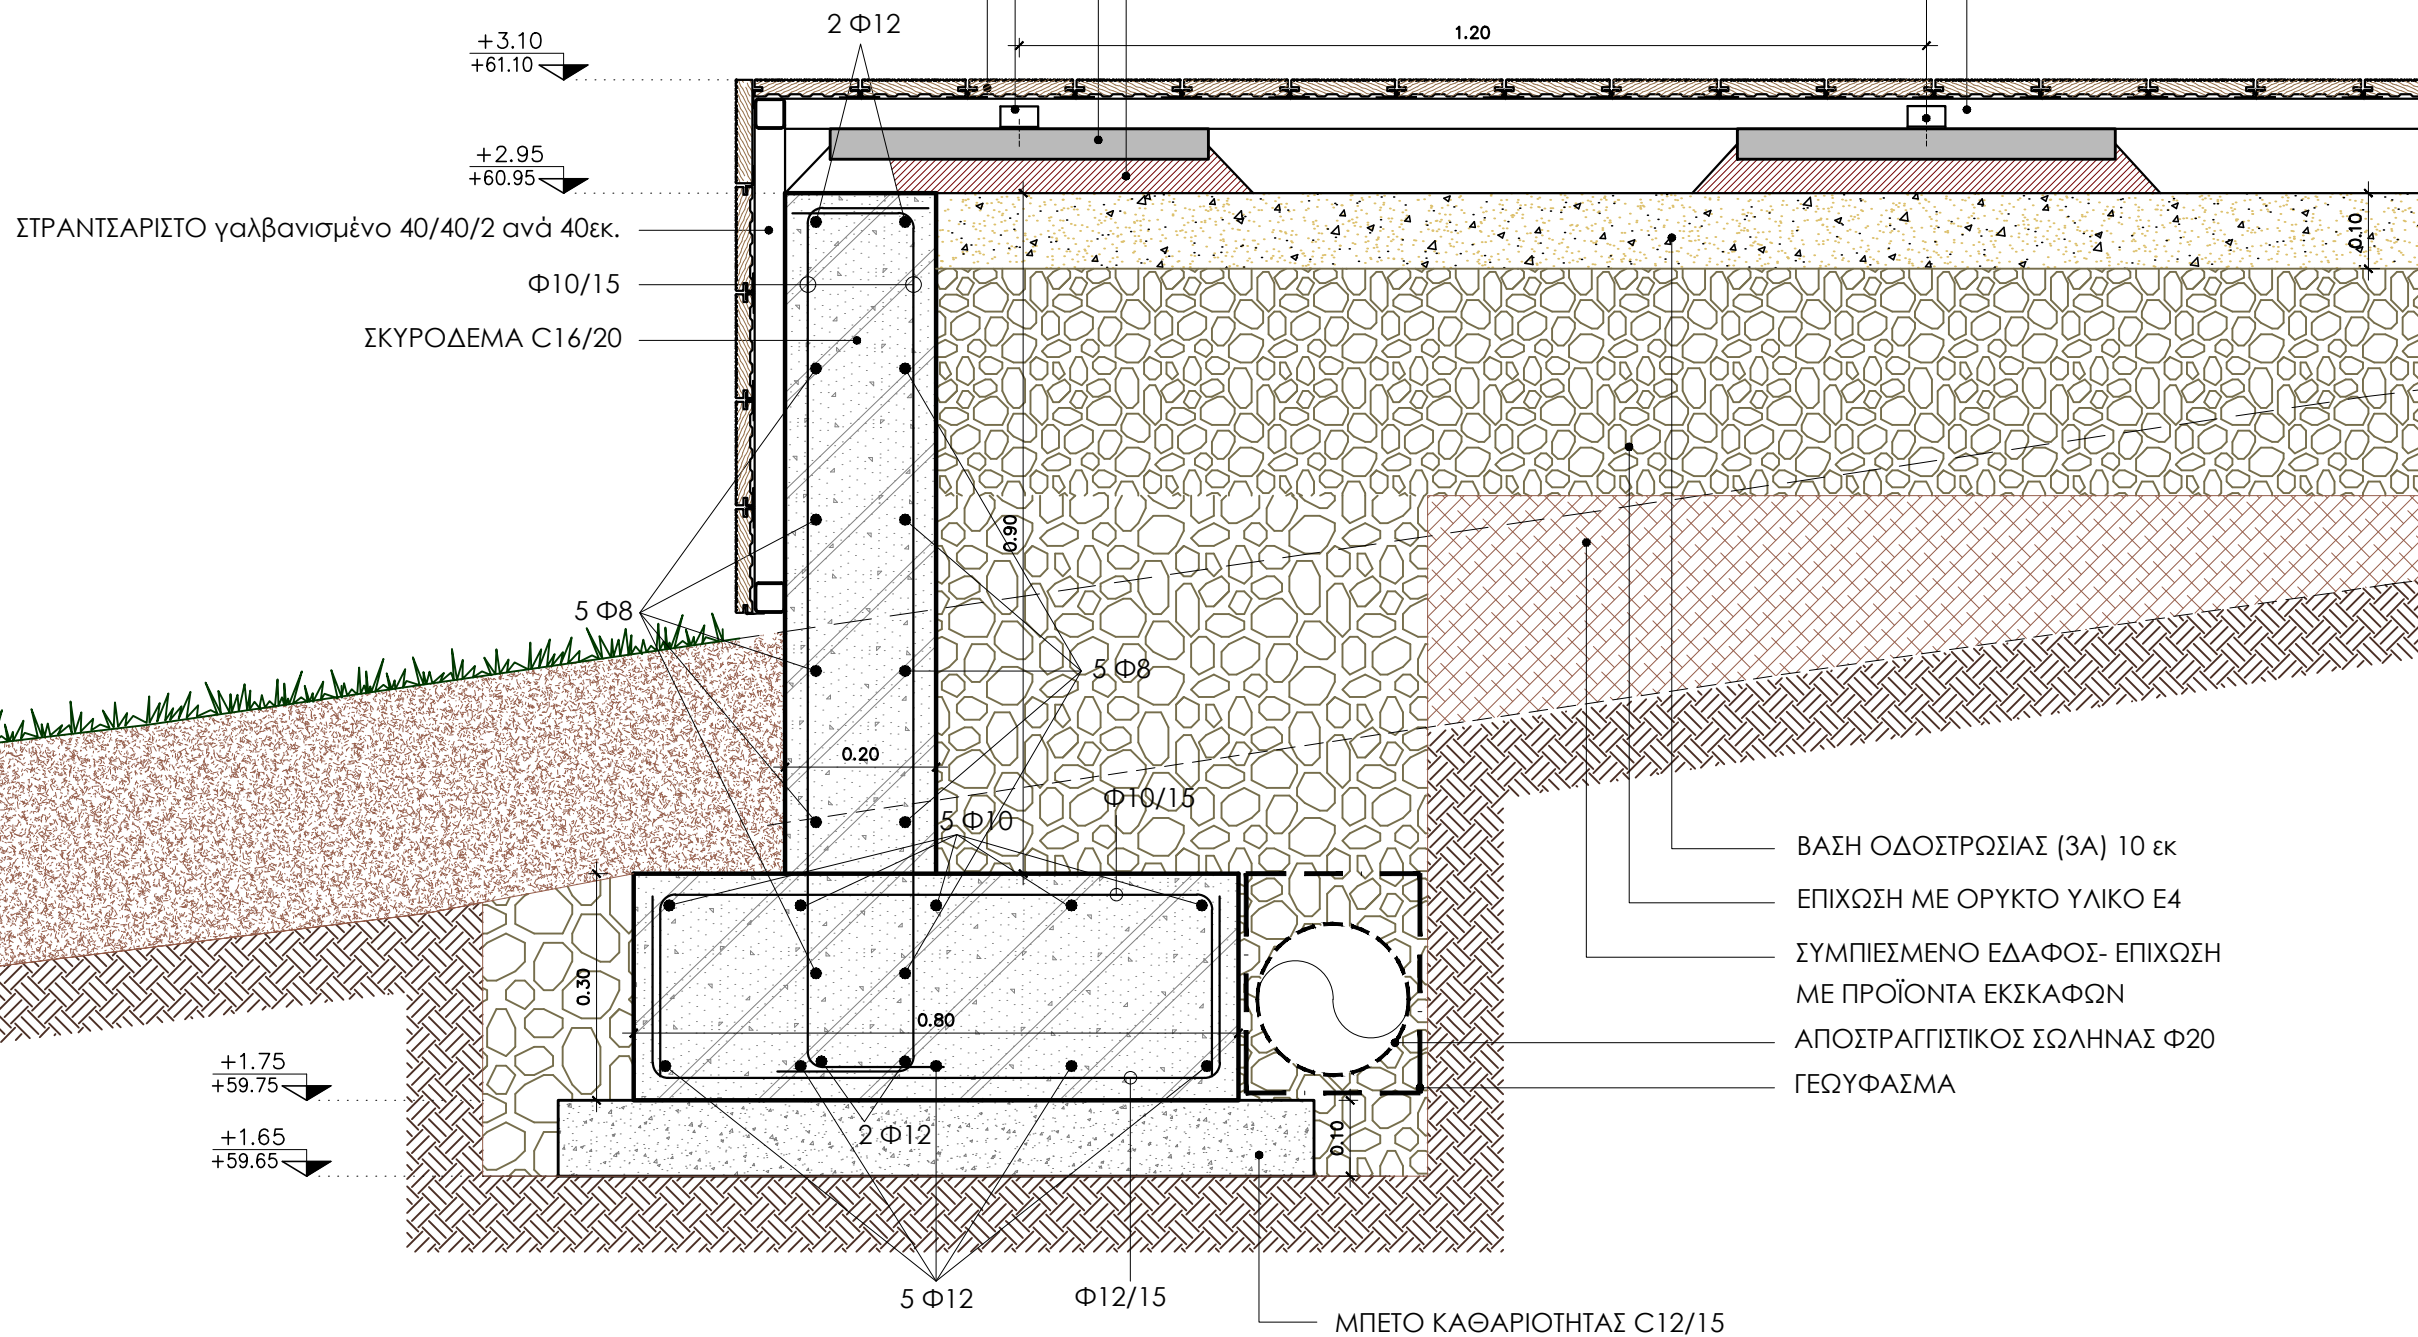 2 Φ12
1.20
+3.10
+61.10
+2.95
+60.95
ΣΤΡΑΝΤΣΑΡΙΣΤΟ γαλβανισμένο 40/40/2 ανά 40εκ.
0.10
Φ10/15
ΣΚΥΡΟΔΕΜΑ C16/20
0.90
5 Φ8
5 Φ8
0.20
Φ10/15
5 Φ10
ΒΑΣΗ ΟΔΟΣΤΡΩΣΙΑΣ (3Α) 10 εκ
ΕΠΙΧΩΣΗ ΜΕ ΟΡΥΚΤΟ ΥΛΙΚΟ Ε4
ΣΥΜΠΙΕΣΜΕΝΟ ΕΔΑΦΟΣ- ΕΠΙΧΩΣΗ
ΜΕ ΠΡΟΪΟΝΤΑ ΕΚΣΚΑΦΩΝ
0.30
0.80
ΑΠΟΣΤΡΑΓΓΙΣΤΙΚΟΣ ΣΩΛΗΝΑΣ Φ20
+1.75
+59.75
ΓΕΩΥΦΑΣΜΑ
2 Φ12
0.10
+1.65
+59.65
5 Φ12
Φ12/15
ΜΠΕΤΟ ΚΑΘΑΡΙΟΤΗΤΑΣ C12/15